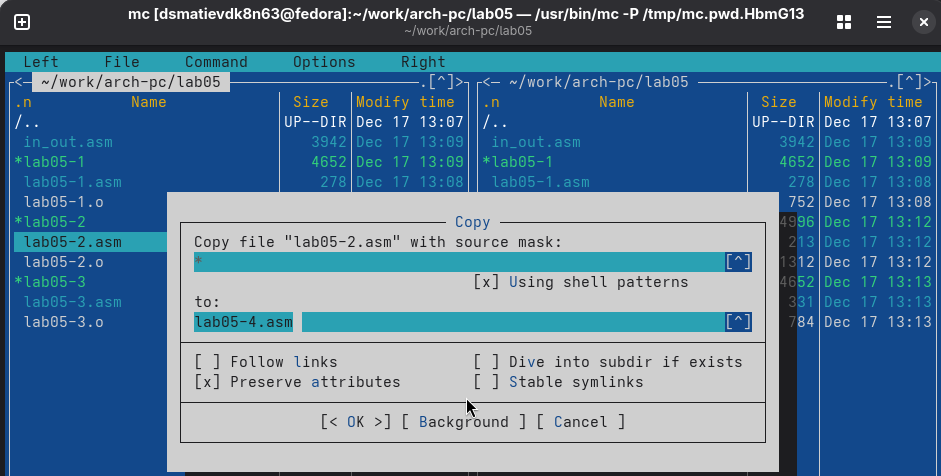 mc [dsmatievdk8n63@fedora]:~/work/arch-pc/lab05 — /usr/bin/mc -P /tmp/mc.pwd.HbmG13
~/work/arch-pc/lab05
Left File Command Options Right
<— ~/work/arch-pc/lab05 .[^]> <— ~/work/arch-pc/lab05 .[^]>
.n Name Size Modify time .n Name Size Modify time
/.. UP--DIR Dec 17 13:07 /.. UP--DIR Dec 17 13:07
in_out.asm 3942 Dec 17 13:09 in_out.asm 3942 Dec 17 13:09
*lab05-1 4652 Dec 17 13:09 *lab05-1 4652 Dec 17 13:09
lab05-1.asm 278 Dec 17 13:08 lab05-1.asm 278 Dec 17 13:08
lab05-1.o 752 Dec 17 13:08
*lab05-2 Copy 4996 Dec 17 13:12
lab05-2.asm Copy file "lab05-2.asm" with source mask: 213 Dec 17 13:12
lab05-2.o * [^] 1312 Dec 17 13:12
*lab05-3 [x] Using shell patterns 4652 Dec 17 13:13
lab05-3.asm to: 331 Dec 17 13:13
lab05-3.o lab05-4.asm [^] 784 Dec 17 13:13
[ ] Follow links [ ] Dive into subdir if exists
[x] Preserve attributes [ ] Stable symlinks
[< OK >] [ Background ] [ Cancel ]